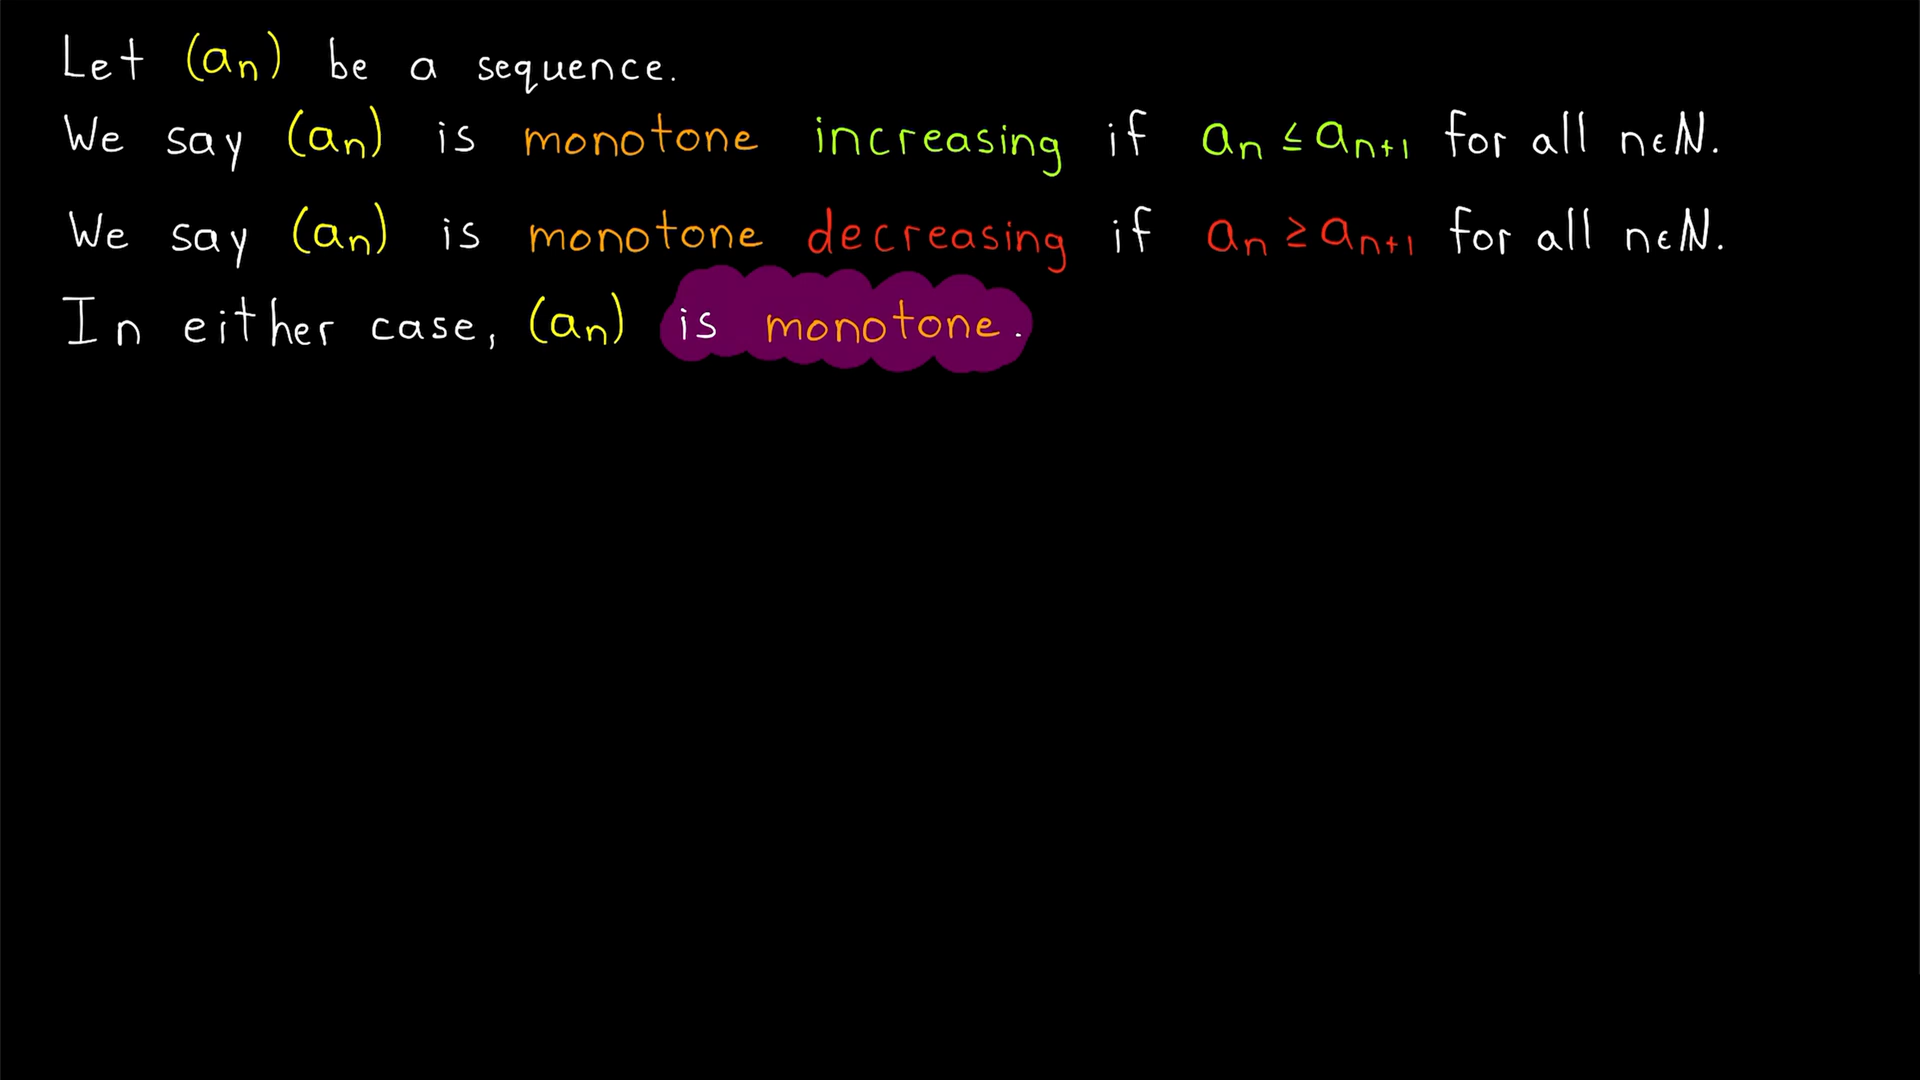 Let (aₙ) be a sequence.
We say (aₙ) is monotone increasing if aₙ ≤ aₙ₊₁ for all n∈ℕ.
We say (aₙ) is monotone decreasing if aₙ ≥ aₙ₊₁ for all n∈ℕ.
In either case, (aₙ) is monotone.